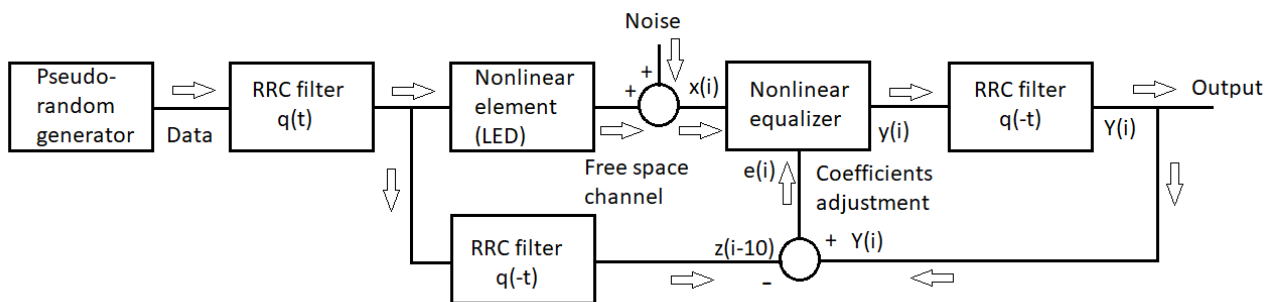 Noise
Pseudo-
random
generator
Data
RRC filter
q(t)
Nonlinear
element
(LED)
+
+
x(i)
Free space
channel
Nonlinear
equalizer
y(i)
RRC filter
q(-t)
Y(i)
Output
e(i)
Coefficients
adjustment
RRC filter
q(-t)
z(i-10)
-
+ Y(i)